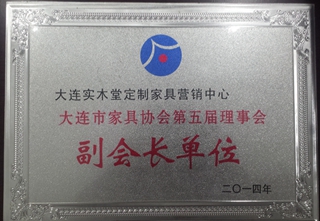 大连实木堂定制家具营销中心
大连市家具协会第五届理事会
副会长单位
二〇一四年